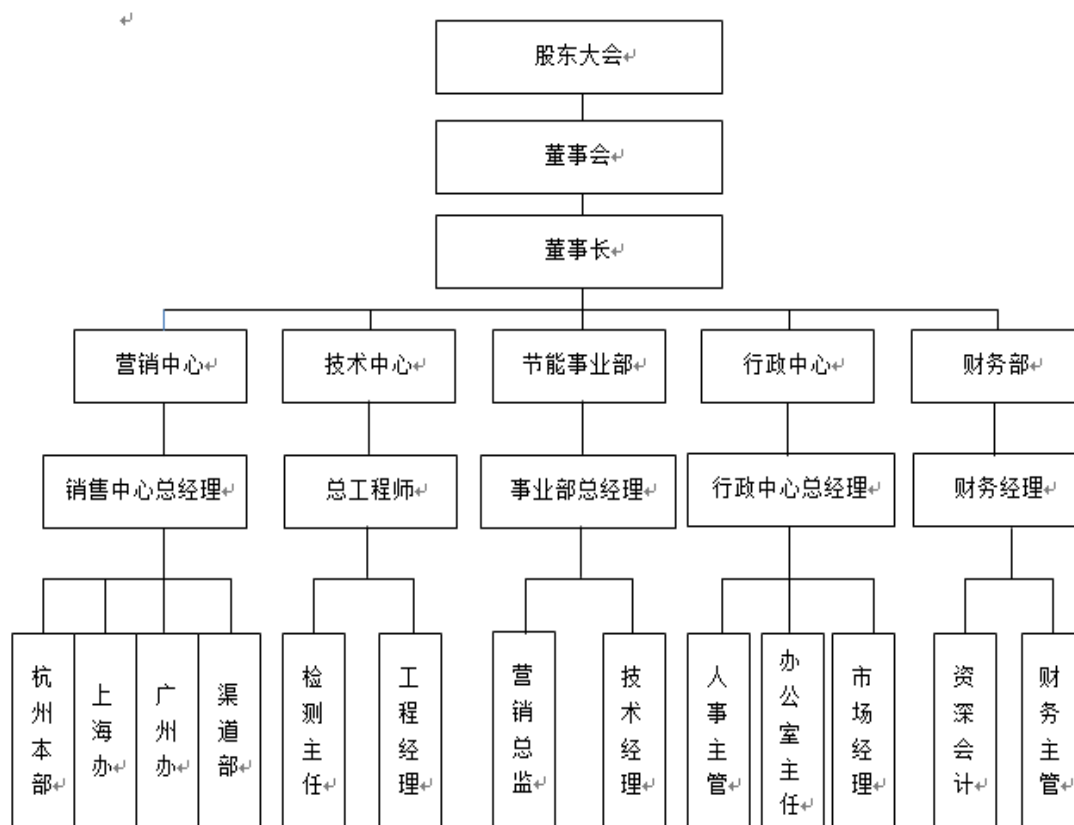 股东大会
董事会
董事长
营销中心
技术中心
节能事业部
行政中心
财务部
销售中心总经理
总工程师
事业部总经理
行政中心总经理
财务经理
杭州本部
上海办
广州办
渠道部
检测主任
工程经理
营销总监
技术经理
人事主管
办公室主任
市场经理
资深会计
财务主管